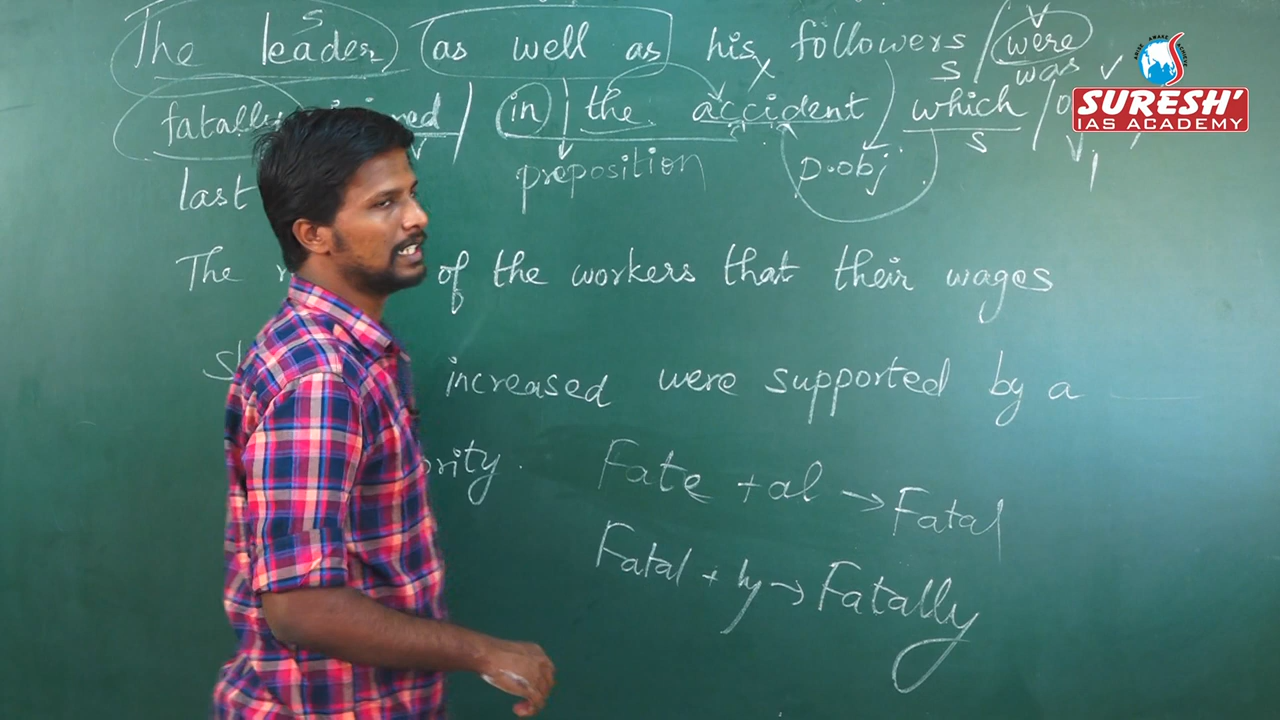 S
The leader as well as his followers / were
S was
fatally / in / the accident / which /
S
preposition p.obj
last
The of the workers that their wages
increased were supported by a
Fate + al → Fatal
Fatal + ly → Fatally
SURESH'
IAS ACADEMY